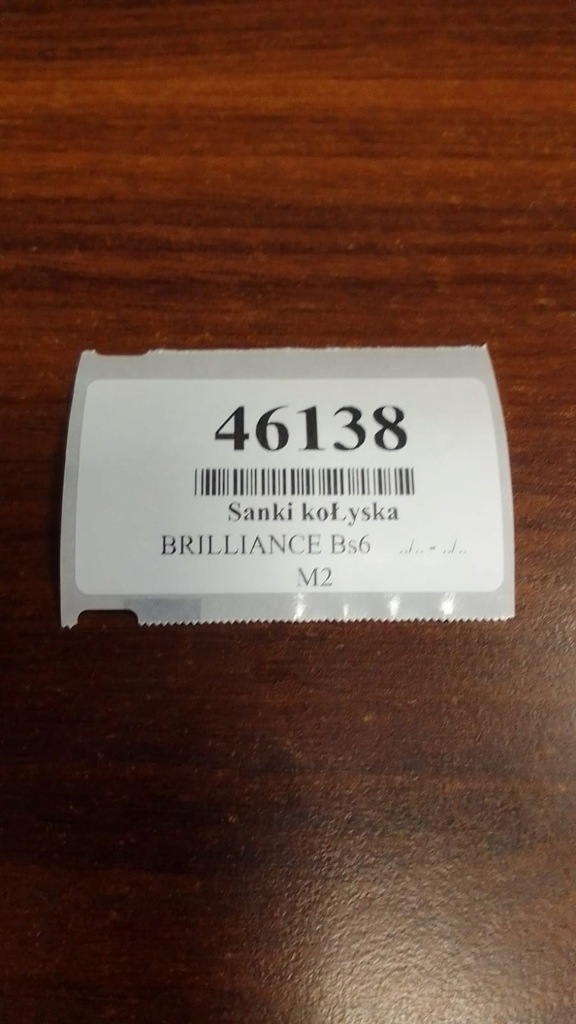 46138
Sanki koŁyska
BRILLIANCE Bs6 ../.. - ../..
M2